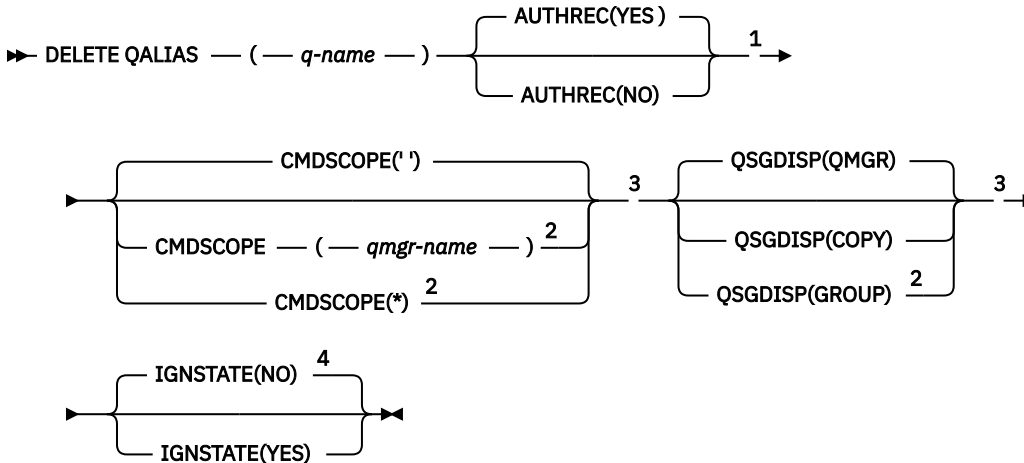 AUTHREC(YES )
DELETE QALIAS ( q-name ) 1
AUTHREC(NO)
CMDSCOPE(' ') QSGDISP(QMGR)
3 3
CMDSCOPE ( qmgr-name ) 2 QSGDISP(COPY)
CMDSCOPE(*) 2 QSGDISP(GROUP) 2
IGNSTATE(NO) 4
IGNSTATE(YES)